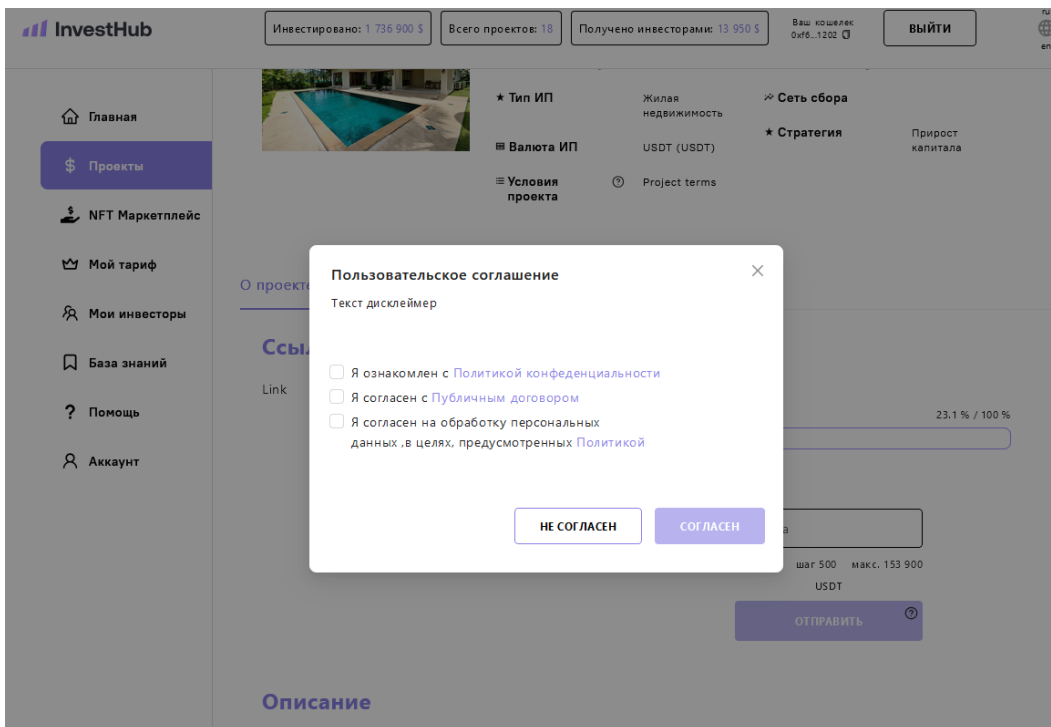 InvestHub
Инвестировано: 1 736 900 $
Всего проектов: 18
Получено инвесторами: 13 950 $
Ваш кошелек
0xf6...1202
ВЫЙТИ
ru
en
Главная
Проекты
NFT Маркетплейс
Мой тариф
Мои инвесторы
База знаний
Помощь
Аккаунт
Тип ИП
Жилая
недвижимость
Сеть сбора
Стратегия
Прирост
капитала
Валюта ИП
USDT (USDT)
Условия
проекта
Project terms
О проекте
Link
Пользовательское соглашение
Текст дисклеймер
Я ознакомлен с Политикой конфеденциальности
Я согласен с Публичным договором
Я согласен на обработку персональных
данных ,в целях, предусмотренных Политикой
НЕ СОГЛАСЕН
СОГЛАСЕН
23.1 % / 100 %
шаг 500 макс. 153 900
USDT
ОТПРАВИТЬ
Описание